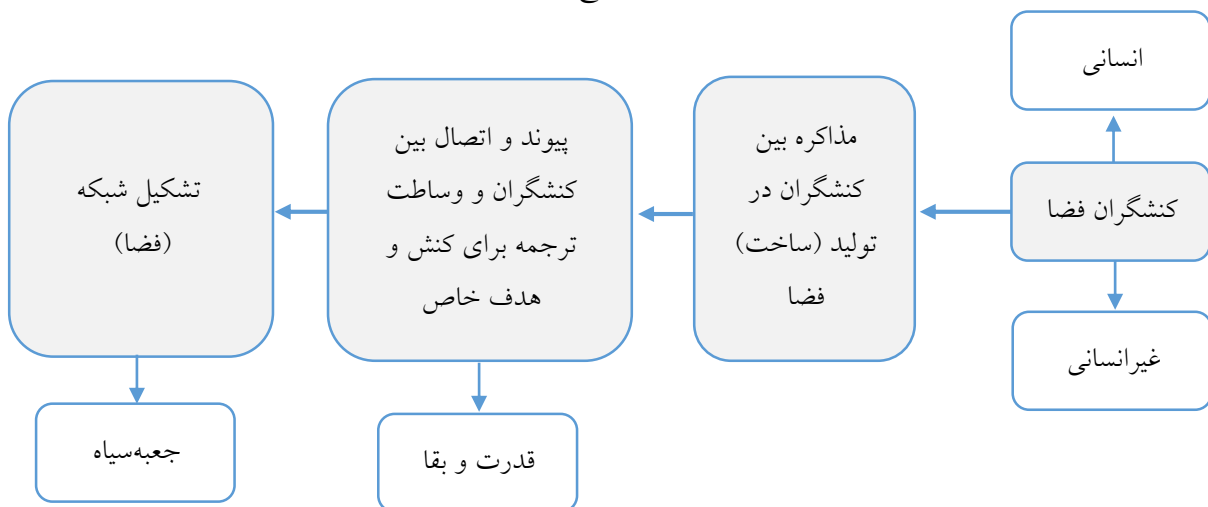 انسانی
کنشگران فضا
غیرانسانی
مذاکره بین
کنشگران در
تولید (ساخت)
فضا
پیوند و اتصال بین
کنشگران و وساطت
ترجمه برای کنش و
هدف خاص
قدرت و بقا
تشکیل شبکه
(فضا)
جعبه‌سیاه